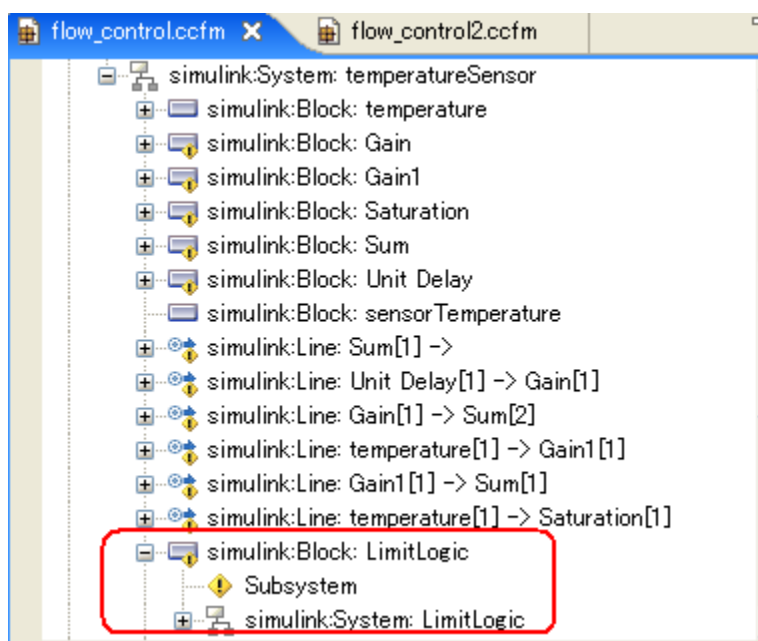 flow_control.ccfm flow_control2.ccfm
simulink:System: temperatureSensor
simulink:Block: temperature
simulink:Block: Gain
simulink:Block: Gain1
simulink:Block: Saturation
simulink:Block: Sum
simulink:Block: Unit Delay
simulink:Block: sensorTemperature
simulink:Line: Sum[1] ->
simulink:Line: Unit Delay[1] -> Gain[1]
simulink:Line: Gain[1] -> Sum[2]
simulink:Line: temperature[1] -> Gain1[1]
simulink:Line: Gain1[1] -> Sum[1]
simulink:Line: temperature[1] -> Saturation[1]
simulink:Block: LimitLogic
Subsystem
simulink:System: LimitLogic